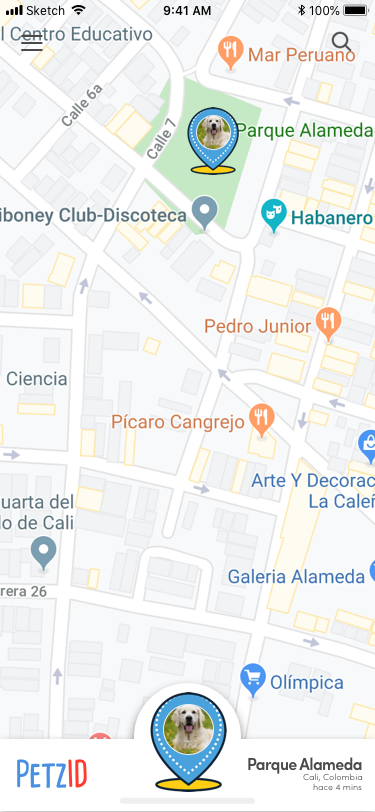 Sketch
9:41 AM
100%
l Centro Educativo
Mar Peruano
Calle 6a
Calle 7
Parque Alameda
iboney Club-Discoteca
Habanero
Pedro Junior
Ciencia
Pícaro Cangrejo
Arte Y Decorac
La Caleñ
uarta del
lo de Cali
Galeria Alameda
rera 26
Olímpica
PETZID
Parque Alameda
Cali, Colombia
hace 4 mins